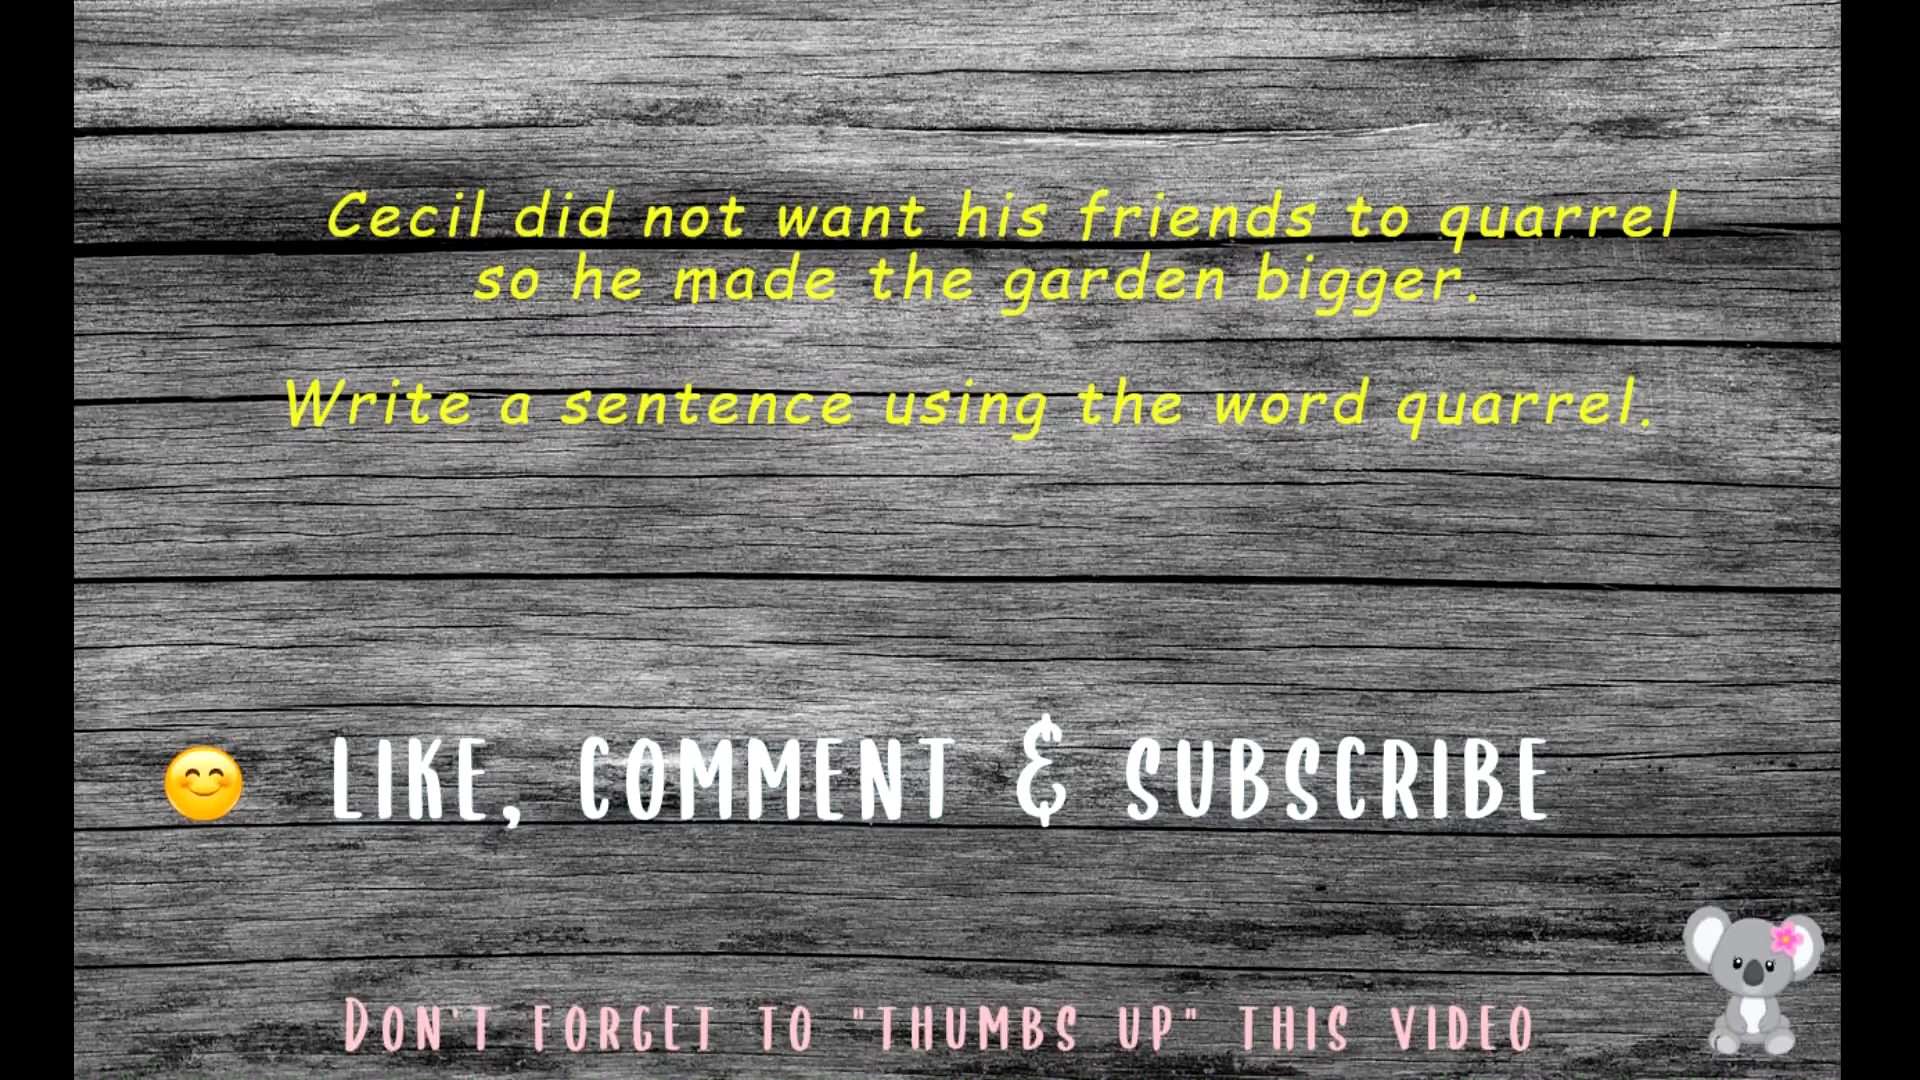 Cecil did not want his friends to quarrel
so he made the garden bigger.
Write a sentence using the word quarrel.
LIKE, COMMENT & SUBSCRIBE
DON'T FORGET TO "THUMBS UP" THIS VIDEO